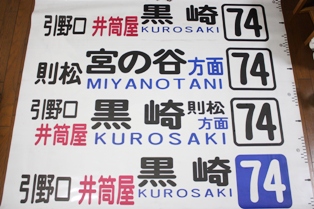 引野口 井筒屋 黒崎 74
KUROSAKI
則松 宮の谷 方面 74
MIYANOTANI
引野口 井筒屋 黒崎 則松方面 74
KUROSAKI
引野口 井筒屋 黒崎 74
KUROSAKI